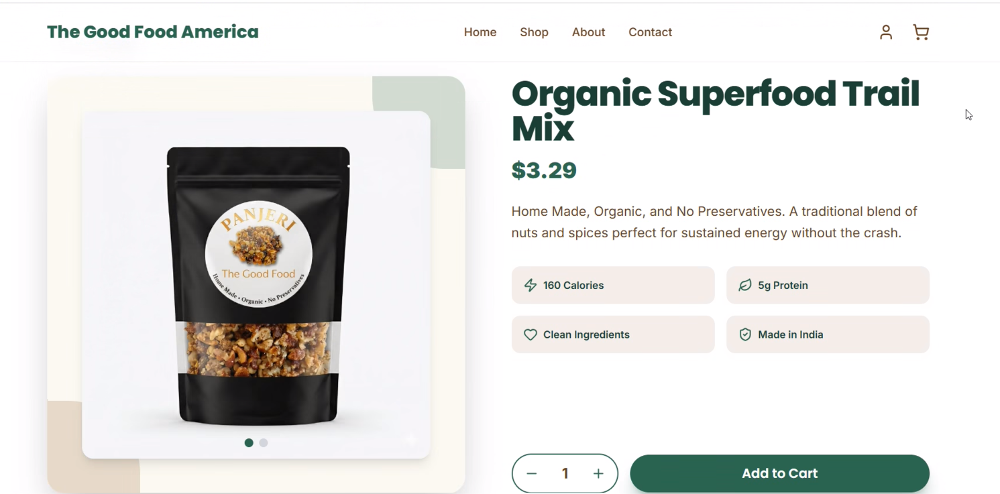 The Good Food America
Home
Shop
About
Contact
PANJERI
The Good Food
Home Made • Organic • No Preservatives
Organic Superfood Trail
Mix
$3.29
Home Made, Organic, and No Preservatives. A traditional blend of
nuts and spices perfect for sustained energy without the crash.
160 Calories
5g Protein
Clean Ingredients
Made in India
1
Add to Cart